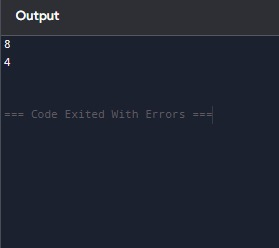 Output
8
4
=== Code Exited With Errors ===